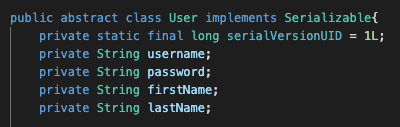 public abstract class User implements Serializable{
private static final long serialVersionUID = 1L;
private String username;
private String password;
private String firstName;
private String lastName;